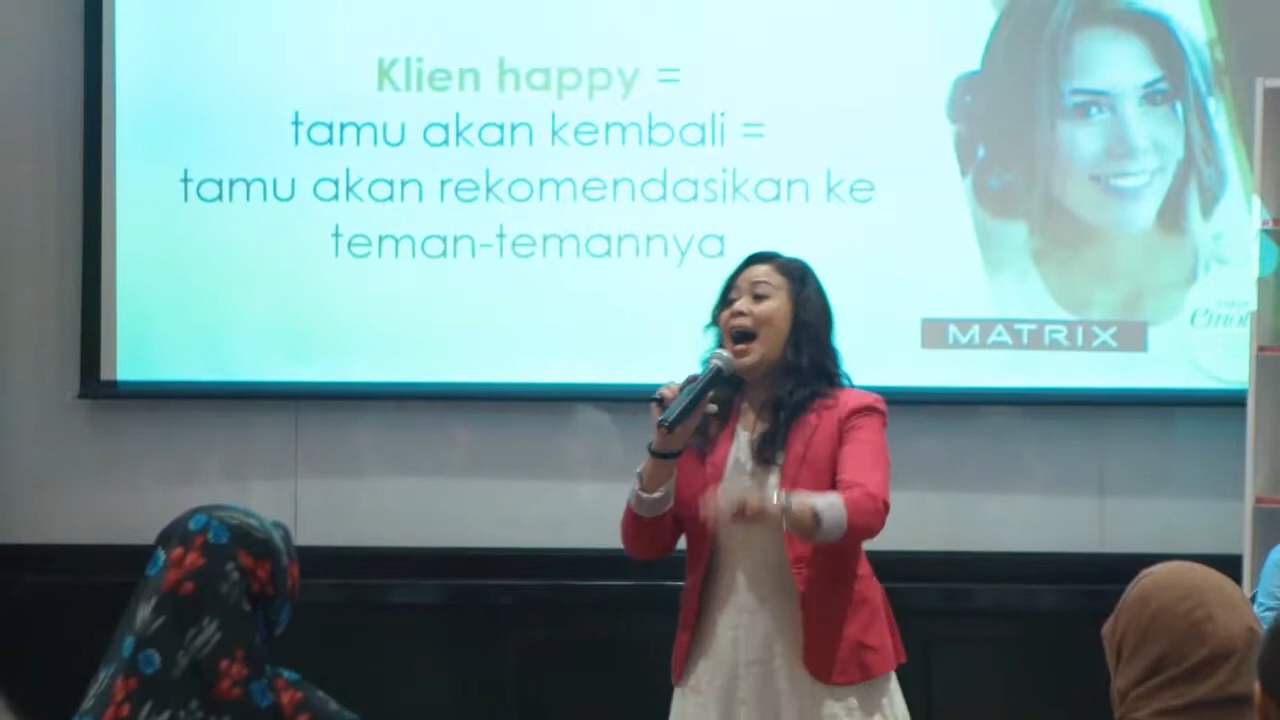 Klien happy =
tamu akan kembali =
tamu akan rekomendasikan ke
teman-temannya
MATRIX